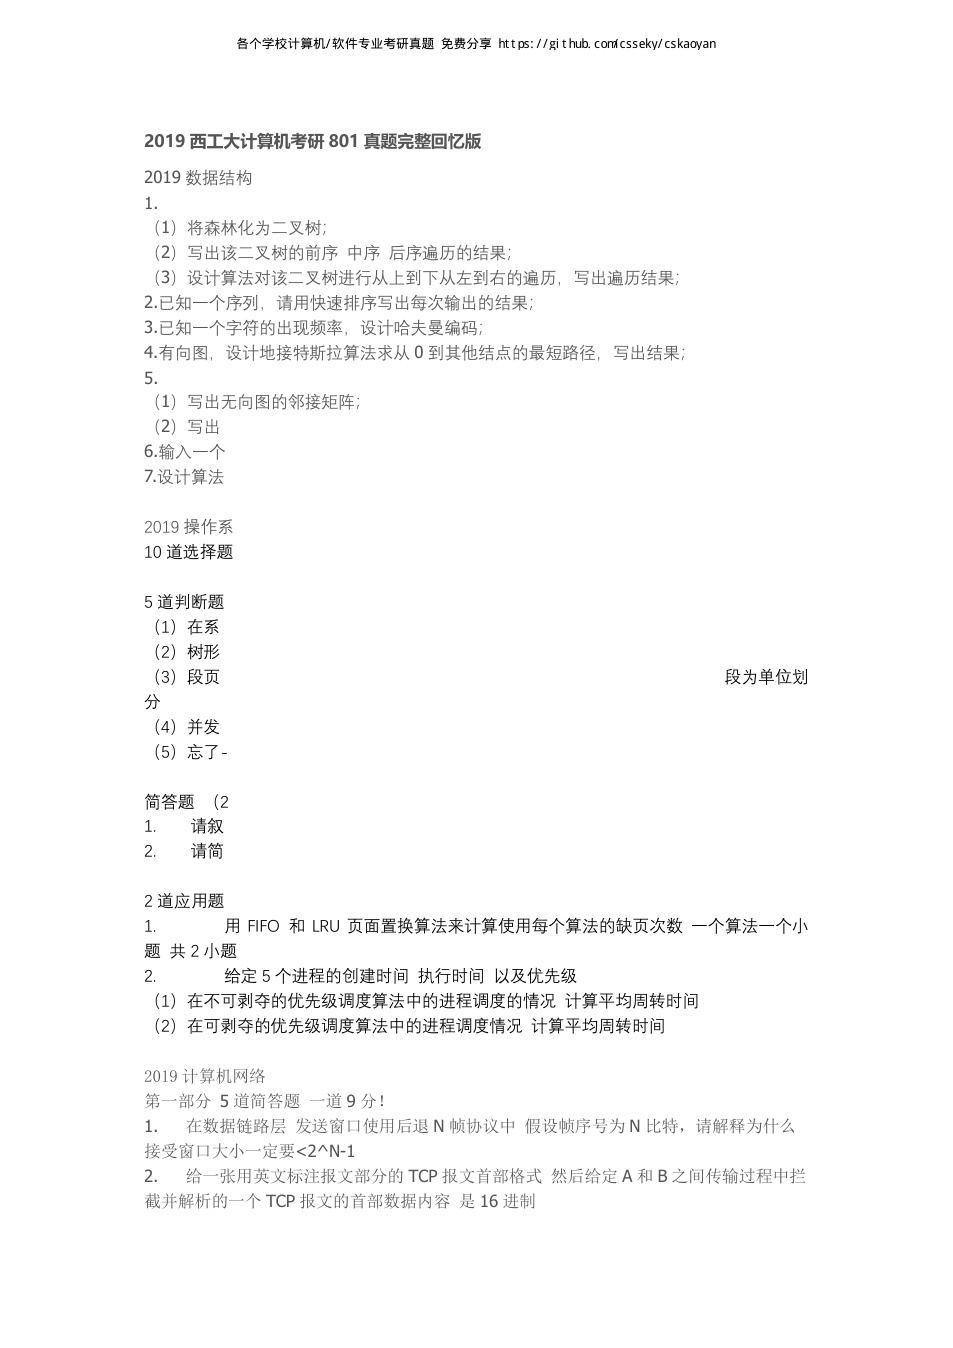 各个学校计算机/软件专业考研真题 免费分享 https://github.com/csseky/cskaoyan
2019 西工大计算机考研 801 真题完整回忆版
2019 数据结构
1.
（1）将森林化为二叉树；
（2）写出该二叉树的前序 中序 后序遍历的结果；
（3）设计算法对该二叉树进行从上到下从左到右的遍历，写出遍历结果；
2.已知一个序列，请用快速排序写出每次输出的结果；
3.已知一个字符的出现频率，设计哈夫曼编码；
4.有向图，设计地接特斯拉算法求从 0 到其他结点的最短路径，写出结果；
5.
（1）写出无向图的邻接矩阵；
（2）写出
6.输入一个
7.设计算法
2019 操作系
10 道选择题
5 道判断题
（1）在系
（2）树形
（3）段页 段为单位划
分
（4）并发
（5）忘了-
简答题 （2
1. 请叙
2. 请简
2 道应用题
1. 用 FIFO 和 LRU 页面置换算法来计算使用每个算法的缺页次数 一个算法一个小
题 共 2 小题
2. 给定 5 个进程的创建时间 执行时间 以及优先级
（1）在不可剥夺的优先级调度算法中的进程调度的情况 计算平均周转时间
（2）在可剥夺的优先级调度算法中的进程调度情况 计算平均周转时间
2019 计算机网络
第一部分 5 道简答题 一道 9 分！
1. 在数据链路层 发送窗口使用后退 N 帧协议中 假设帧序号为 N 比特，请解释为什么
接受窗口大小一定要<2^N-1
2. 给一张用英文标注报文部分的 TCP 报文首部格式 然后给定 A 和 B 之间传输过程中拦
截并解析的一个 TCP 报文的首部数据内容 是 16 进制